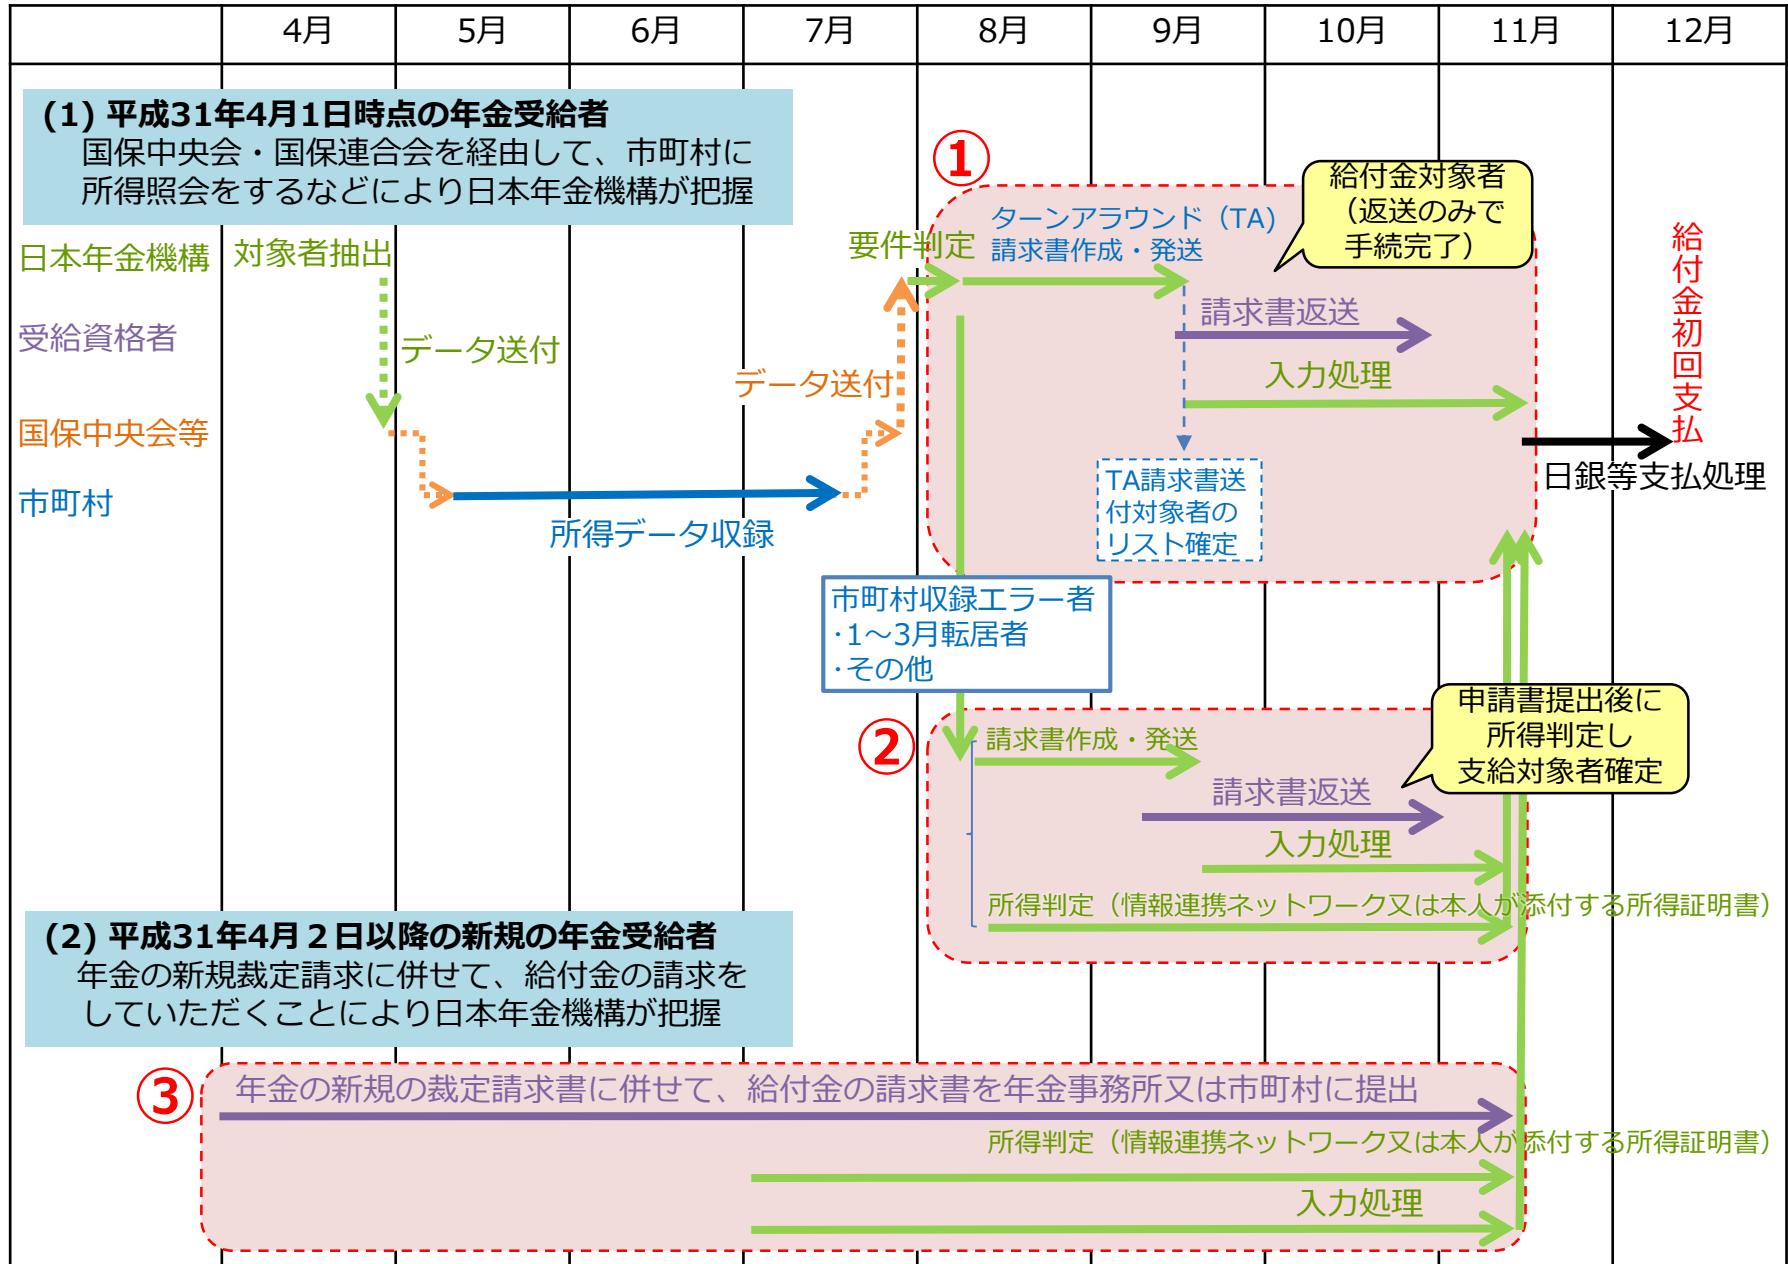 4月 5月 6月 7月 8月 9月 10月 11月 12月
(1) 平成31年4月1日時点の年金受給者
国保中央会・国保連合会を経由して、市町村に
所得照会をするなどにより日本年金機構が把握
①
給付金対象者
（返送のみで
手続完了）
ターンアラウンド（TA)
請求書作成・発送
日本年金機構
対象者抽出
要件判定
給付金初回支払
受給資格者
データ送付
請求書返送
データ送付
入力処理
国保中央会等
市町村
所得データ収録
TA請求書送
付対象者の
リスト確定
日銀等支払処理
市町村収録エラー者
・1～3月転居者
・その他
②
請求書作成・発送
申請書提出後に
所得判定し
支給対象者確定
請求書返送
入力処理
所得判定（情報連携ネットワーク又は本人が添付する所得証明書）
(2) 平成31年4月２日以降の新規の年金受給者
年金の新規裁定請求に併せて、給付金の請求を
していただくことにより日本年金機構が把握
③
年金の新規の裁定請求書に併せて、給付金の請求書を年金事務所又は市町村に提出
所得判定（情報連携ネットワーク又は本人が添付する所得証明書）
入力処理